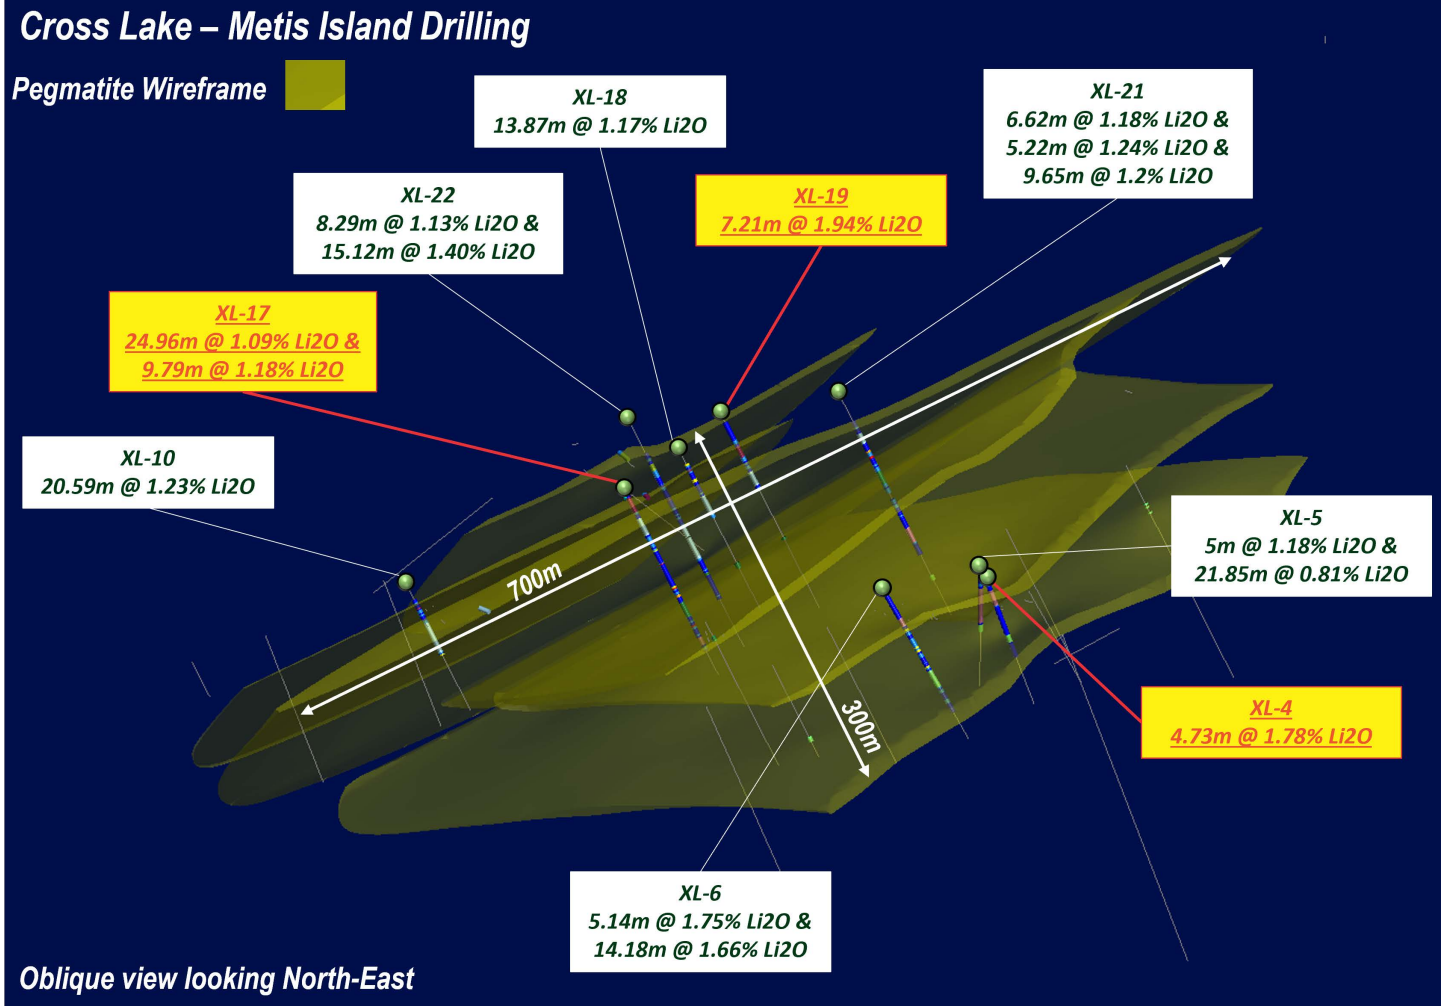 Cross Lake – Metis Island Drilling
Pegmatite Wireframe
XL-18
13.87m @ 1.17% Li2O
XL-21
6.62m @ 1.18% Li2O &
5.22m @ 1.24% Li2O &
9.65m @ 1.2% Li2O
XL-22
8.29m @ 1.13% Li2O &
15.12m @ 1.40% Li2O
XL-19
7.21m @ 1.94% Li2O
XL-17
24.96m @ 1.09% Li2O &
9.79m @ 1.18% Li2O
XL-10
20.59m @ 1.23% Li2O
XL-5
5m @ 1.18% Li2O &
21.85m @ 0.81% Li2O
700m
300m
XL-4
4.73m @ 1.78% Li2O
XL-6
5.14m @ 1.75% Li2O &
14.18m @ 1.66% Li2O
Oblique view looking North-East